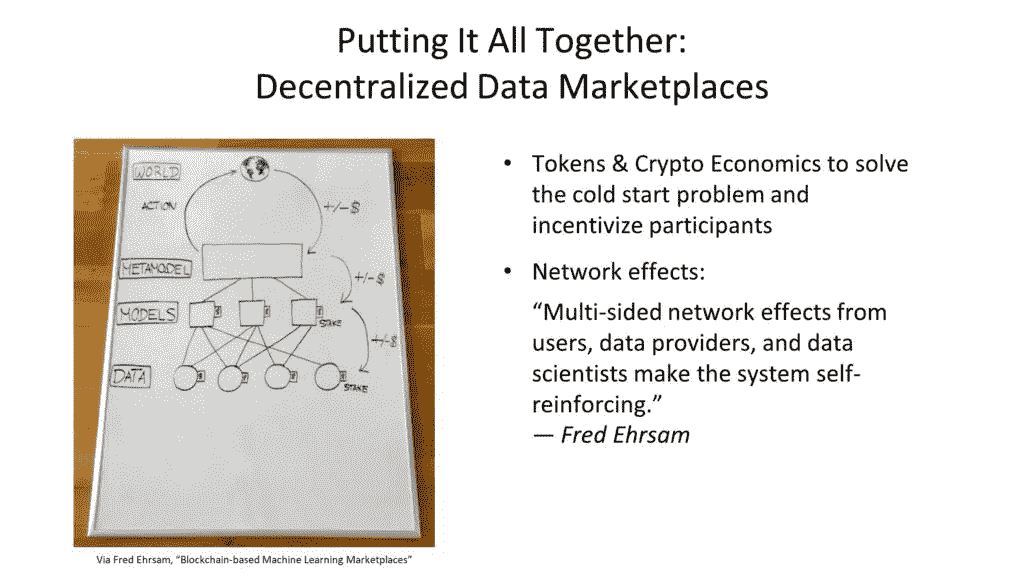 Putting It All Together:
Decentralized Data Marketplaces
WORLD
ACTION
+/-$
METAMODEL
+/-$
MODELS
$
$
$
STAKE
+/-$
DATA
$
$
$
$
STAKE
Via Fred Ehrsam, “Blockchain-based Machine Learning Marketplaces”
• Tokens & Crypto Economics to solve
the cold start problem and
incentivize participants
• Network effects:
“Multi-sided network effects from
users, data providers, and data
scientists make the system self-
reinforcing.”
— Fred Ehrsam